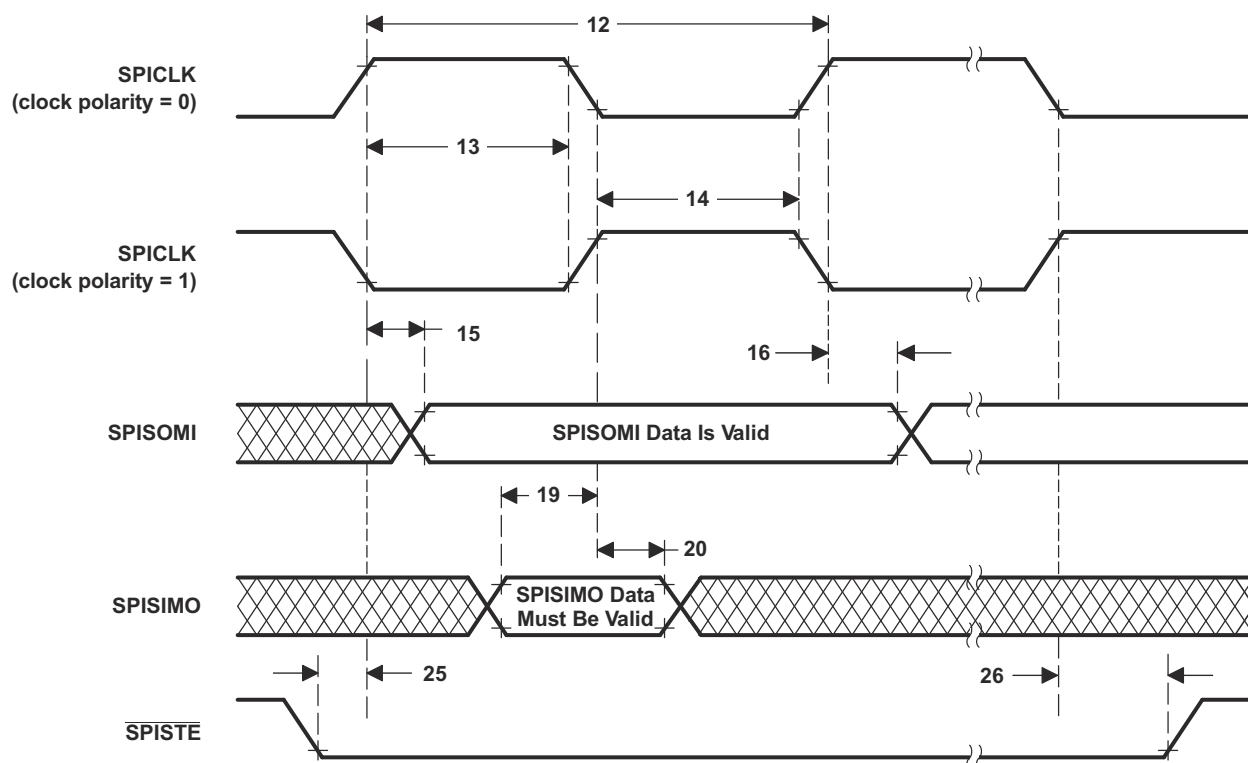 12
SPICLK
(clock polarity = 0)
13
14
SPICLK
(clock polarity = 1)
15
16
SPISOMI
SPISOMI Data Is Valid
19
20
SPISIMO
SPISIMO Data
Must Be Valid
25
26
SPISTE